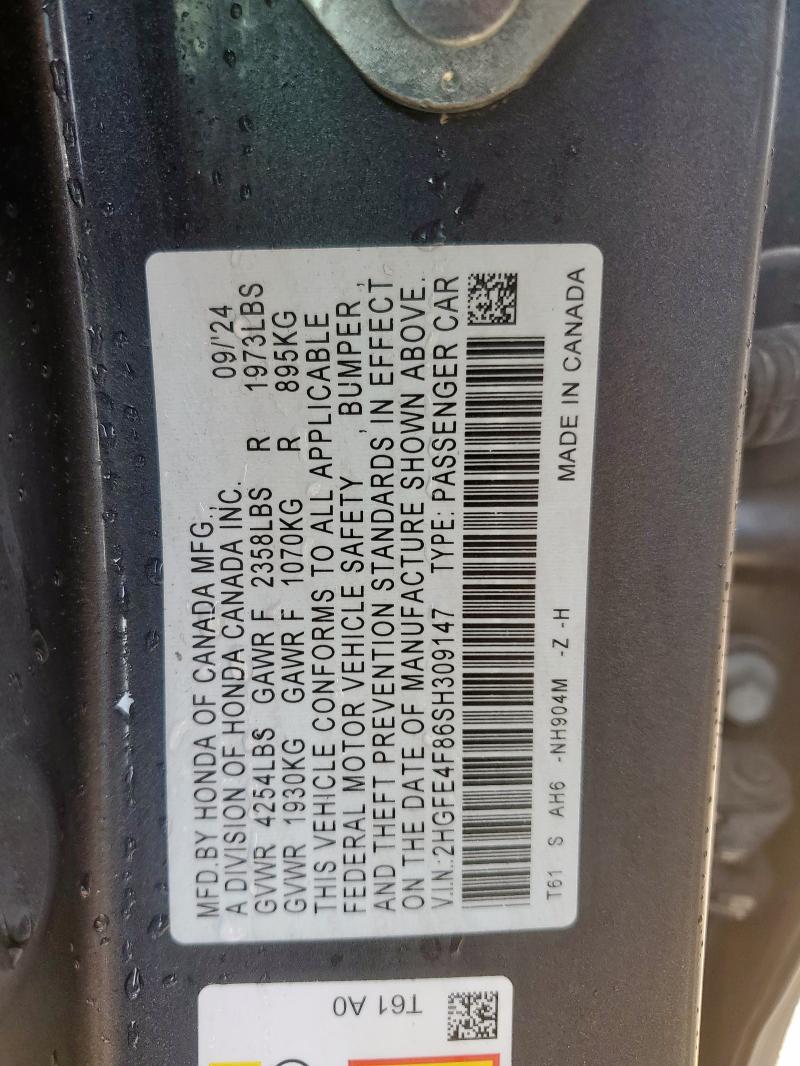 MFD.BY HONDA OF CANADA MFG.,
A DIVISION OF HONDA CANADA INC. 09/'24
GVWR 4254LBS GAWR F 2358LBS R 1973LBS
GVWR 1930KG GAWR F 1070KG R 895KG
THIS VEHICLE CONFORMS TO ALL APPLICABLE
FEDERAL MOTOR VEHICLE SAFETY , BUMPER ,
AND THEFT PREVENTION STANDARDS IN EFFECT
ON THE DATE OF MANUFACTURE SHOWN ABOVE.
V.I.N.:2HGFE4F86SH309147 TYPE: PASSENGER CAR
T61 S AH6 -NH904M -Z -H
MADE IN CANADA
T61 A0